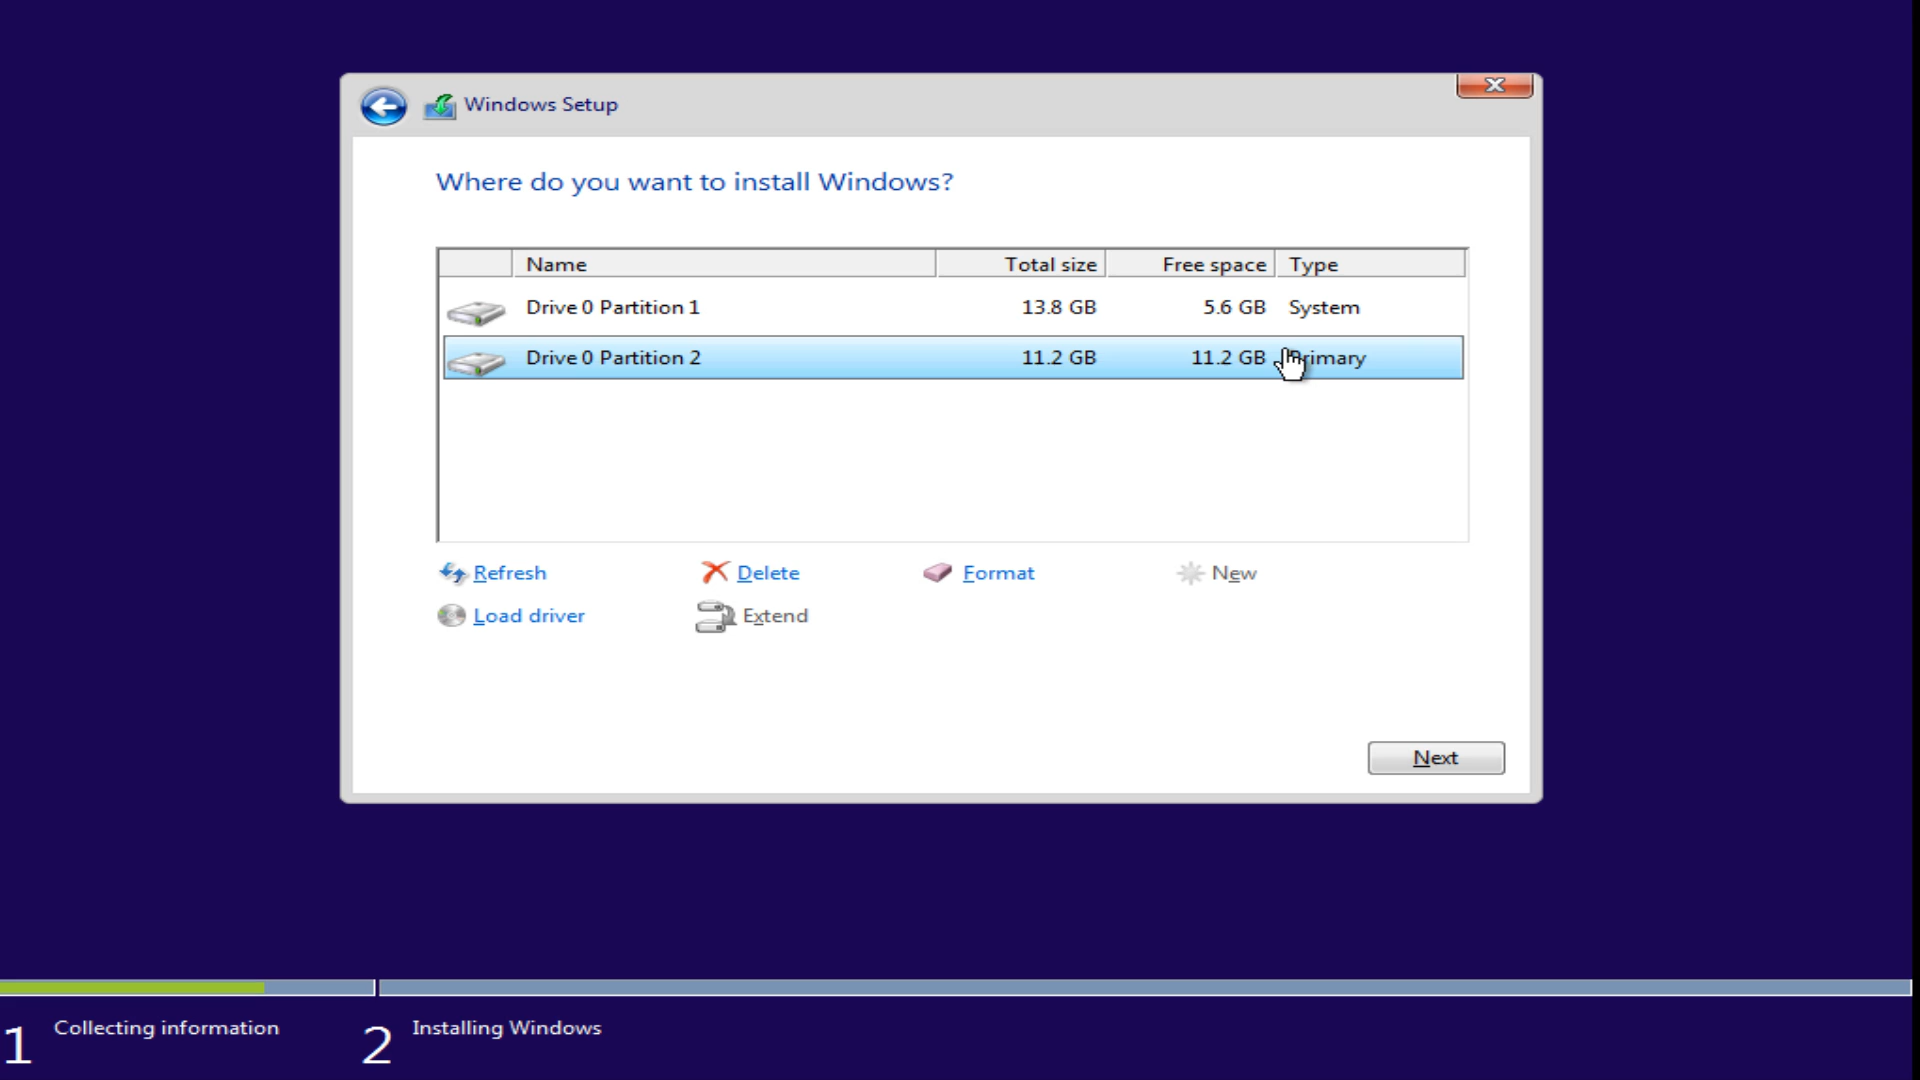 Windows Setup
Where do you want to install Windows?
Name Total size Free space Type
Drive 0 Partition 1 13.8 GB 5.6 GB System
Drive 0 Partition 2 11.2 GB 11.2 GB Primary
Refresh Delete Format New
Load driver Extend
Next
1 Collecting information 2 Installing Windows